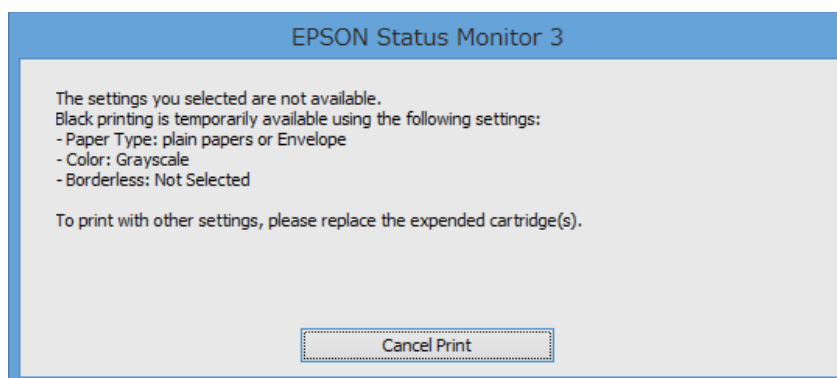 EPSON Status Monitor 3
The settings you selected are not available.
Black printing is temporarily available using the following settings:
- Paper Type: plain papers or Envelope
- Color: Grayscale
- Borderless: Not Selected
To print with other settings, please replace the expended cartridge(s).
Cancel Print